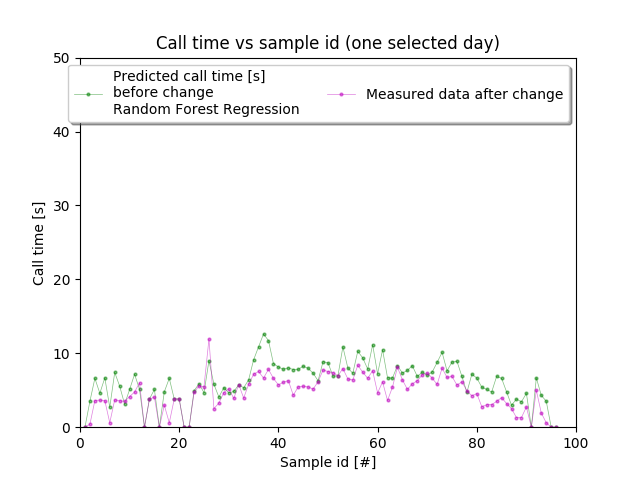 Call time vs sample id (one selected day)
Predicted call time [s]
before change
Random Forest Regression
Measured data after change
50
40
30
20
10
0
Call time [s]
0 20 40 60 80 100
Sample id [#]